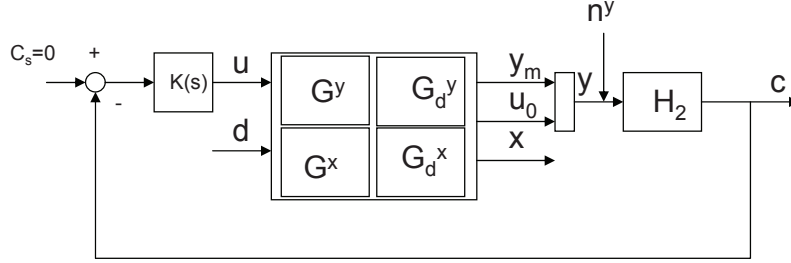 n^y
C_s=0
+
-
K(s)
u
d
G^y
G_d^y
G^x
G_d^x
y_m
u_0
x
y
H_2
c